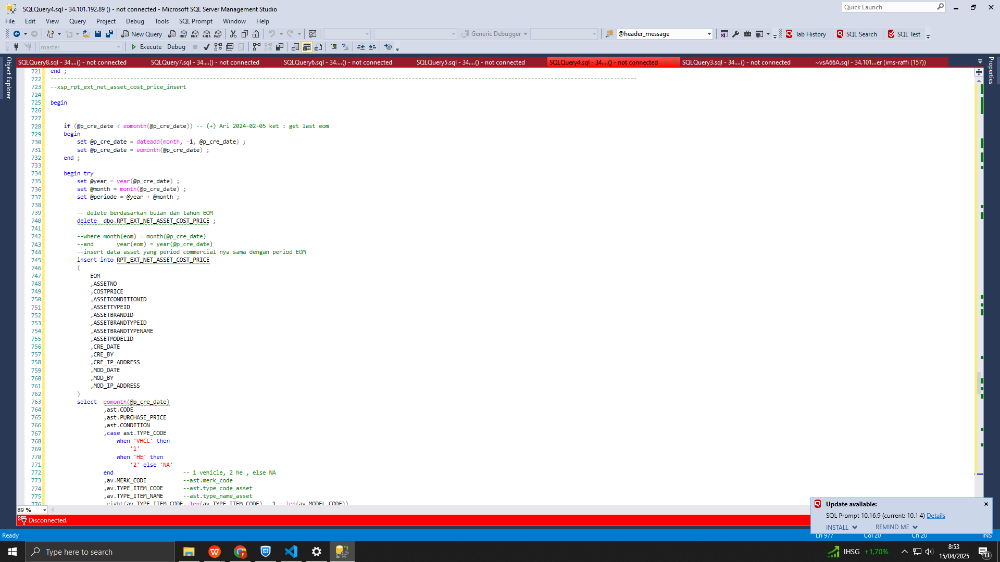 SQLQuery4.sql - 34.101.192.89 () - not connected - Microsoft SQL Server Management Studio
Quick Launch
File Edit View Query Project Debug Tools SQL Prompt Window Help
New Query
Generic Debugger
@header_message
Tab History
SQL Search
SQL Test
master
Execute Debug
SQLQuery8.sql - 34....() - not connected
SQLQuery7.sql - 34....() - not connected
SQLQuery6.sql - 34....() - not connected
SQLQuery5.sql - 34....() - not connected
SQLQuery4.sql - 34....() - not connected
SQLQuery3.sql - 34....() - not connected
~vsA66A.sql - 34.101...er (ims-raffi (157))
Object Explorer
Properties
721 end ;
722 --------------------------------------------------------------------------------
723 --xsp_rpt_ext_net_asset_cost_price_insert
724
725 begin
726
727
728 if (@p_cre_date < eomonth(@p_cre_date)) -- (+) Ari 2024-02-05 ket : get last eom
729 begin
730 set @p_cre_date = dateadd(month, -1, @p_cre_date) ;
731 set @p_cre_date = eomonth(@p_cre_date) ;
732 end ;
733
734 begin try
735 set @year = year(@p_cre_date) ;
736 set @month = month(@p_cre_date) ;
737 set @periode = @year + @month ;
738
739 -- delete berdasarkan bulan dan tahun EOM
740 delete dbo.RPT_EXT_NET_ASSET_COST_PRICE ;
741
742 --where month(eom) = month(@p_cre_date)
743 --and year(eom) = year(@p_cre_date)
744 --insert data asset yang period commercial nya sama dengan period EOM
745 insert into RPT_EXT_NET_ASSET_COST_PRICE
746 (
747 EOM
748 ,ASSETNO
749 ,COSTPRICE
750 ,ASSETCONDITIONID
751 ,ASSETTYPEID
752 ,ASSETBRANDID
753 ,ASSETBRANDTYPEID
754 ,ASSETBRANDTYPENAME
755 ,ASSETMODELID
756 ,CRE_DATE
757 ,CRE_BY
758 ,CRE_IP_ADDRESS
759 ,MOD_DATE
760 ,MOD_BY
761 ,MOD_IP_ADDRESS
762 )
763 select eomonth(@p_cre_date)
764 ,ast.CODE
765 ,ast.PURCHASE_PRICE
766 ,ast.CONDITION
767 ,case ast.TYPE_CODE
768 when 'VHCL' then
769 '1'
770 when 'HE' then
771 '2' else 'NA'
772 end -- 1 vehicle, 2 he , else NA
773 ,av.MERK_CODE --ast.merk_code
774 ,av.TYPE_ITEM_CODE --ast.type_code_asset
775 ,av.TYPE_ITEM_NAME --ast.type_name_asset
776 ,right(av.TYPE_ITEM_CODE, len(av.TYPE_ITEM_CODE) - 1 - len(av.MODEL_CODE))
89 %
Disconnected.
Update available:
SQL Prompt 10.16.9 (current: 10.1.4) Details
INSTALL REMIND ME
Ready
Ln 977 Col 20 Ch 20 INS
Type here to search
IHSG +1,70%
8:53
15/04/2025
13